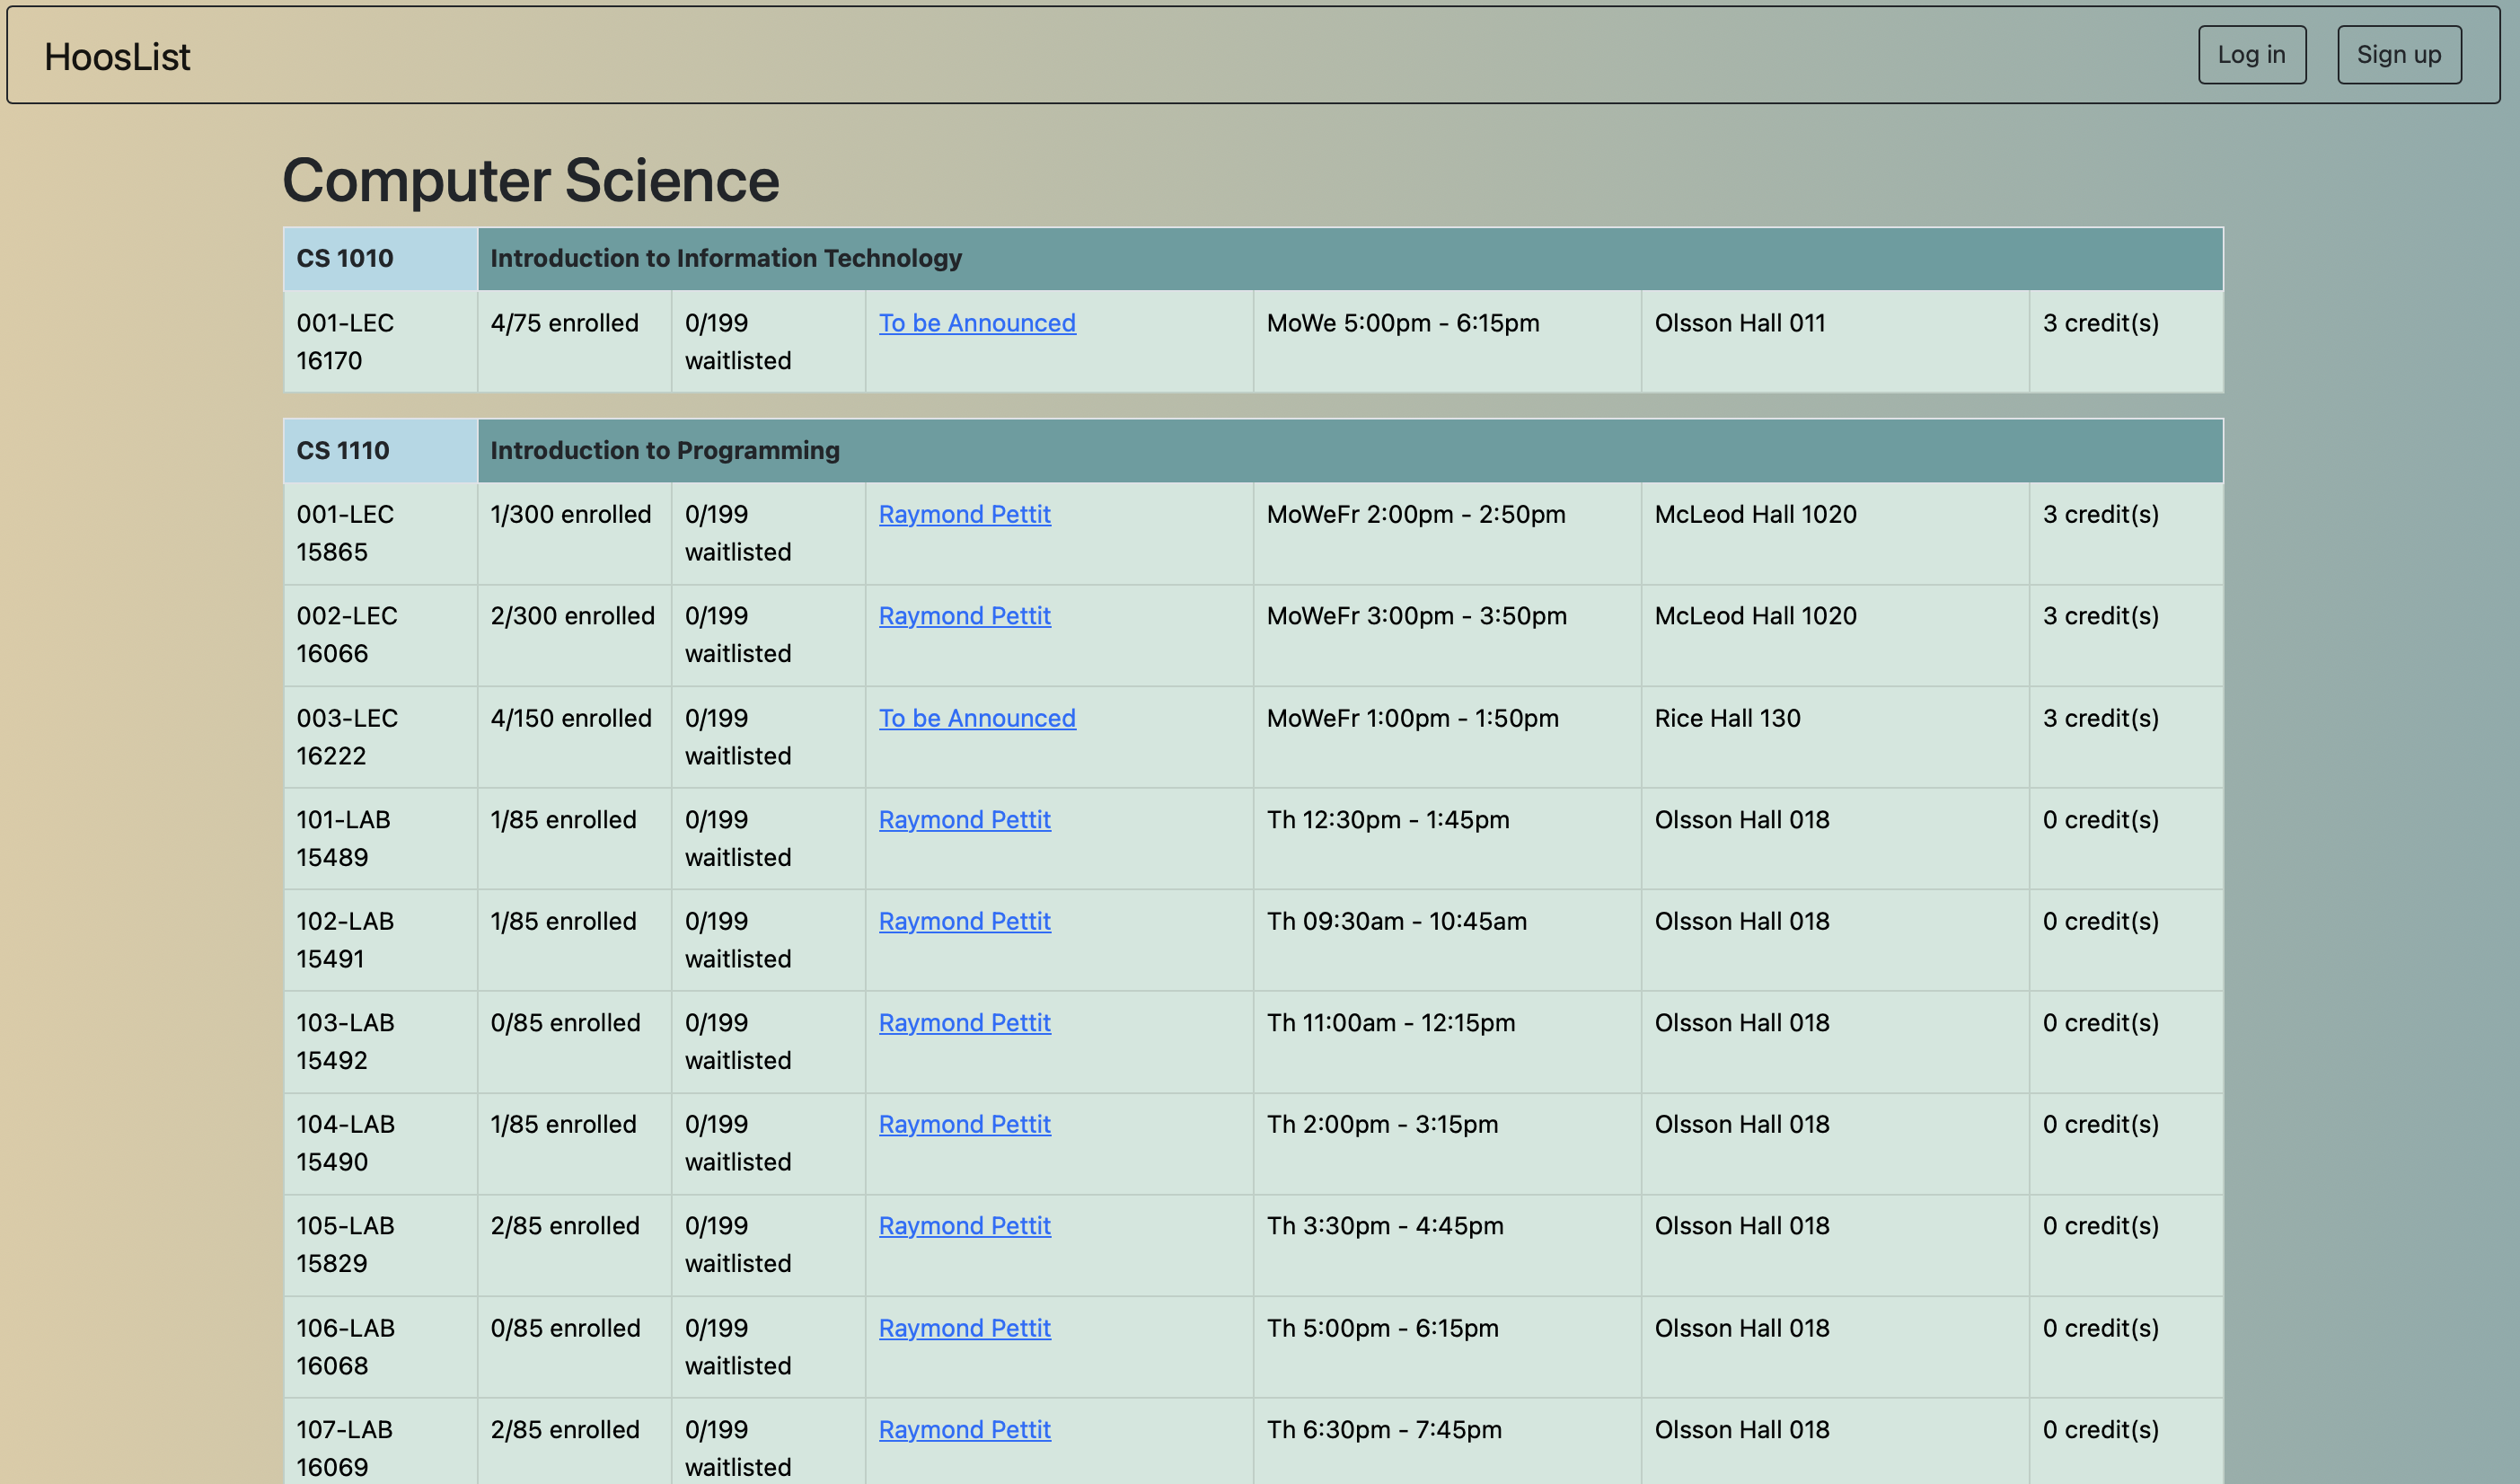 HoosList Log in Sign up
Computer Science
CS 1010 Introduction to Information Technology
001-LEC 4/75 enrolled 0/199 To be Announced MoWe 5:00pm - 6:15pm Olsson Hall 011 3 credit(s)
16170 waitlisted
CS 1110 Introduction to Programming
001-LEC 1/300 enrolled 0/199 Raymond Pettit MoWeFr 2:00pm - 2:50pm McLeod Hall 1020 3 credit(s)
15865 waitlisted
002-LEC 2/300 enrolled 0/199 Raymond Pettit MoWeFr 3:00pm - 3:50pm McLeod Hall 1020 3 credit(s)
16066 waitlisted
003-LEC 4/150 enrolled 0/199 To be Announced MoWeFr 1:00pm - 1:50pm Rice Hall 130 3 credit(s)
16222 waitlisted
101-LAB 1/85 enrolled 0/199 Raymond Pettit Th 12:30pm - 1:45pm Olsson Hall 018 0 credit(s)
15489 waitlisted
102-LAB 1/85 enrolled 0/199 Raymond Pettit Th 09:30am - 10:45am Olsson Hall 018 0 credit(s)
15491 waitlisted
103-LAB 0/85 enrolled 0/199 Raymond Pettit Th 11:00am - 12:15pm Olsson Hall 018 0 credit(s)
15492 waitlisted
104-LAB 1/85 enrolled 0/199 Raymond Pettit Th 2:00pm - 3:15pm Olsson Hall 018 0 credit(s)
15490 waitlisted
105-LAB 2/85 enrolled 0/199 Raymond Pettit Th 3:30pm - 4:45pm Olsson Hall 018 0 credit(s)
15829 waitlisted
106-LAB 0/85 enrolled 0/199 Raymond Pettit Th 5:00pm - 6:15pm Olsson Hall 018 0 credit(s)
16068 waitlisted
107-LAB 2/85 enrolled 0/199 Raymond Pettit Th 6:30pm - 7:45pm Olsson Hall 018 0 credit(s)
16069 waitlisted